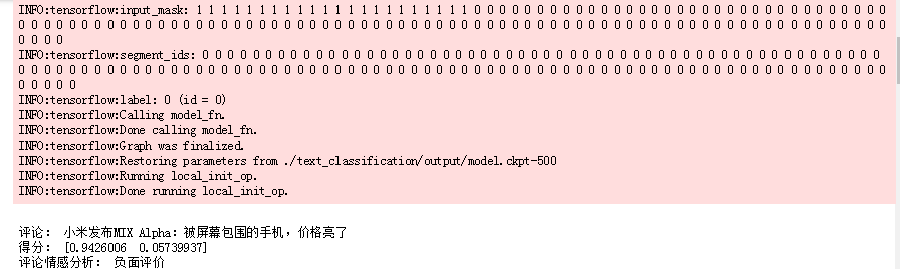 INFO:tensorflow:input_mask: 1 1 1 1 1 1 1 1 1 1 1 1 1 1 1 1 1 1 1 1 1 1 0 0 0 0 0 0 0 0 0 0 0 0 0 0 0 0 0 0 0 0 0 0 0 0 0 0 0 0 0 0 0 0 0
0 0 0 0 0 0 0 0 0 0 0 0 0 0 0 0 0 0 0 0 0 0 0 0 0 0 0 0 0 0 0 0 0 0 0 0 0 0 0 0 0 0 0 0 0 0 0 0 0 0 0 0 0 0 0 0 0 0 0 0 0 0 0 0 0 0 0 0 0
0 0 0 0
INFO:tensorflow:segment_ids: 0 0 0 0 0 0 0 0 0 0 0 0 0 0 0 0 0 0 0 0 0 0 0 0 0 0 0 0 0 0 0 0 0 0 0 0 0 0 0 0 0 0 0 0 0 0 0 0 0 0 0 0 0 0
0 0 0 0 0 0 0 0 0 0 0 0 0 0 0 0 0 0 0 0 0 0 0 0 0 0 0 0 0 0 0 0 0 0 0 0 0 0 0 0 0 0 0 0 0 0 0 0 0 0 0 0 0 0 0 0 0 0 0 0 0 0 0 0 0 0 0 0 0
0 0 0 0 0
INFO:tensorflow:label: 0 (id = 0)
INFO:tensorflow:Calling model_fn.
INFO:tensorflow:Done calling model_fn.
INFO:tensorflow:Graph was finalized.
INFO:tensorflow:Restoring parameters from ./text_classification/output/model.ckpt-500
INFO:tensorflow:Running local_init_op.
INFO:tensorflow:Done running local_init_op.
评论： 小米发布MIX Alpha：被屏幕包围的手机，价格亮了
得分： [0.9426006  0.05739937]
评论情感分析： 负面评价